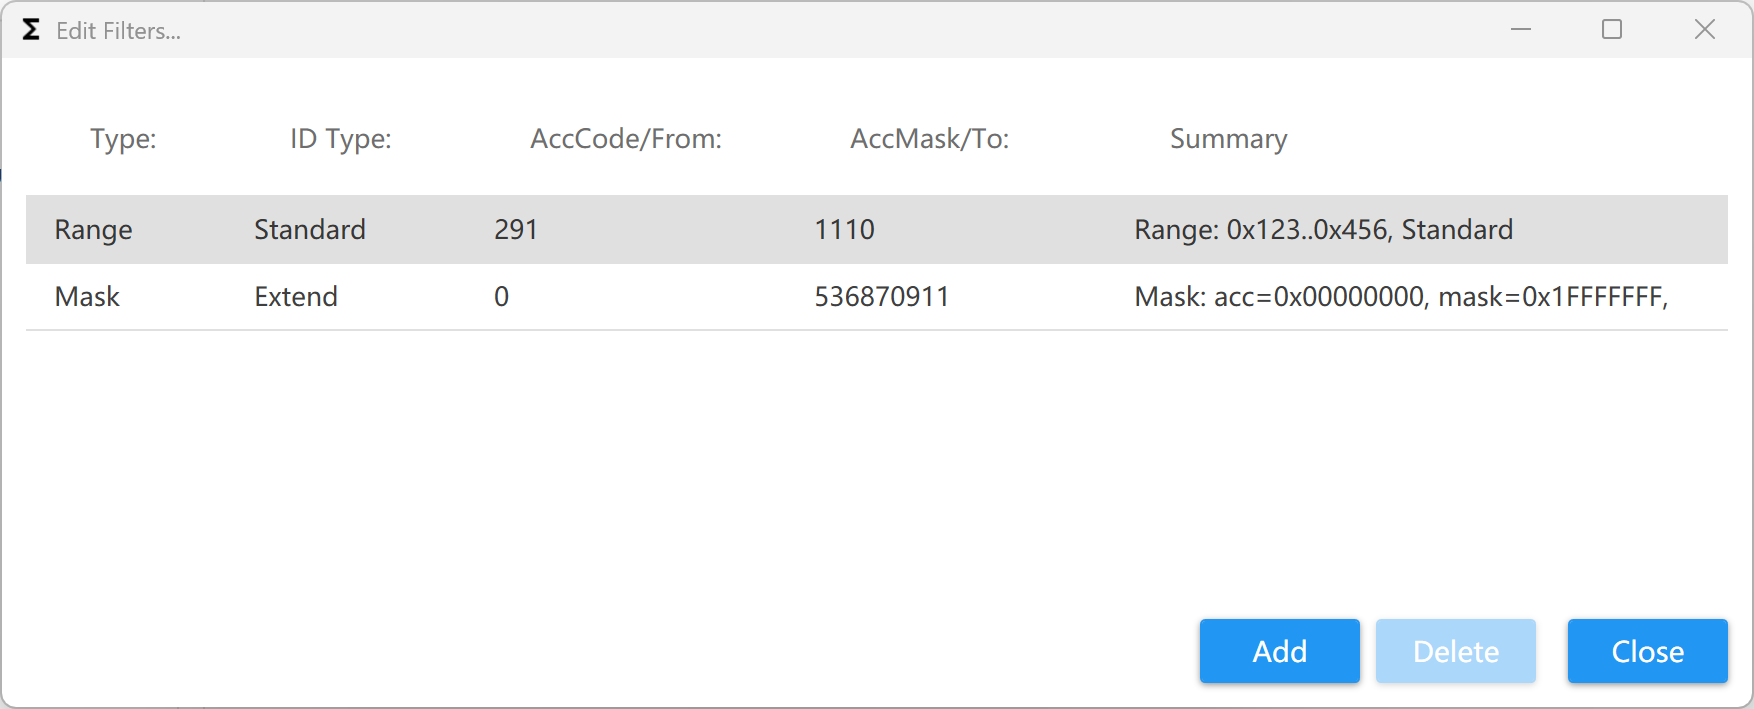 Σ Edit Filters...
Type: ID Type: AccCode/From: AccMask/To: Summary
Range Standard 291 1110 Range: 0x123..0x456, Standard
Mask Extend 0 536870911 Mask: acc=0x00000000, mask=0x1FFFFFFF,
Add Delete Close